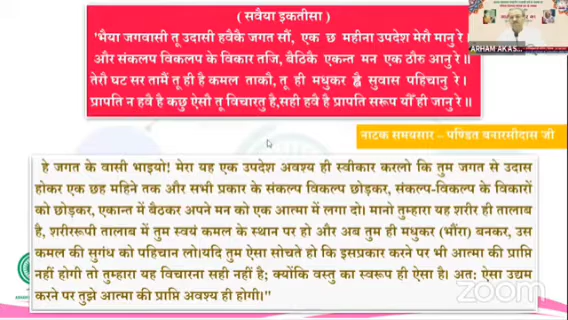 ( सवैया इकतीसा )
'भैया जगवासी तू उदासी हवैकै जगत सौं, एक छ महीना उपदेश मेरौ मानु रे।
और संकलप विकलप के विकार तजि, बैठिकै एकन्त मन एक ठौरु आनु रे॥
तेरौ घट सर तामैं तू ही है कमल ताकौ, तू ही मधुकर ह्वै सुवास पहिचानु रे।
प्रापति न हवै है कछु ऐसौ तू विचारतु है,सही हवै है प्रापति सरूप यौं ही जानु रे॥
नाटक समयसार – पण्डित बनारसीदास जी
हे जगत के वासी भाइयो! मेरा यह एक उपदेश अवश्य ही स्वीकार करलो कि तुम जगत से उदास
होकर एक छह महिने तक और सभी प्रकार के संकल्प विकल्प छोड़कर, संकल्प-विकल्प के विकारों
को छोड़कर, एकान्त में बैठकर अपने मन को एक आत्मा में लगा दो। मानो तुम्हारा यह शरीर ही तालाब
है, शरीररूपी तालाब में तुम स्वयं कमल के स्थान पर हो और अब तुम ही मधुकर (भौंरा) बनकर, उस
कमल की सुगंध को पहिचान लो।यदि तुम ऐसा सोचते हो कि इसप्रकार करने पर भी आत्मा की प्राप्ति
नहीं होगी तो तुम्हारा यह विचारना सही नहीं है; क्योंकि वस्तु का स्वरूप ही ऐसा है। अत: ऐसा उद्यम
करने पर तुझे आत्मा की प्राप्ति अवश्य ही होगी।"
ARHAM AKAS...
zoom